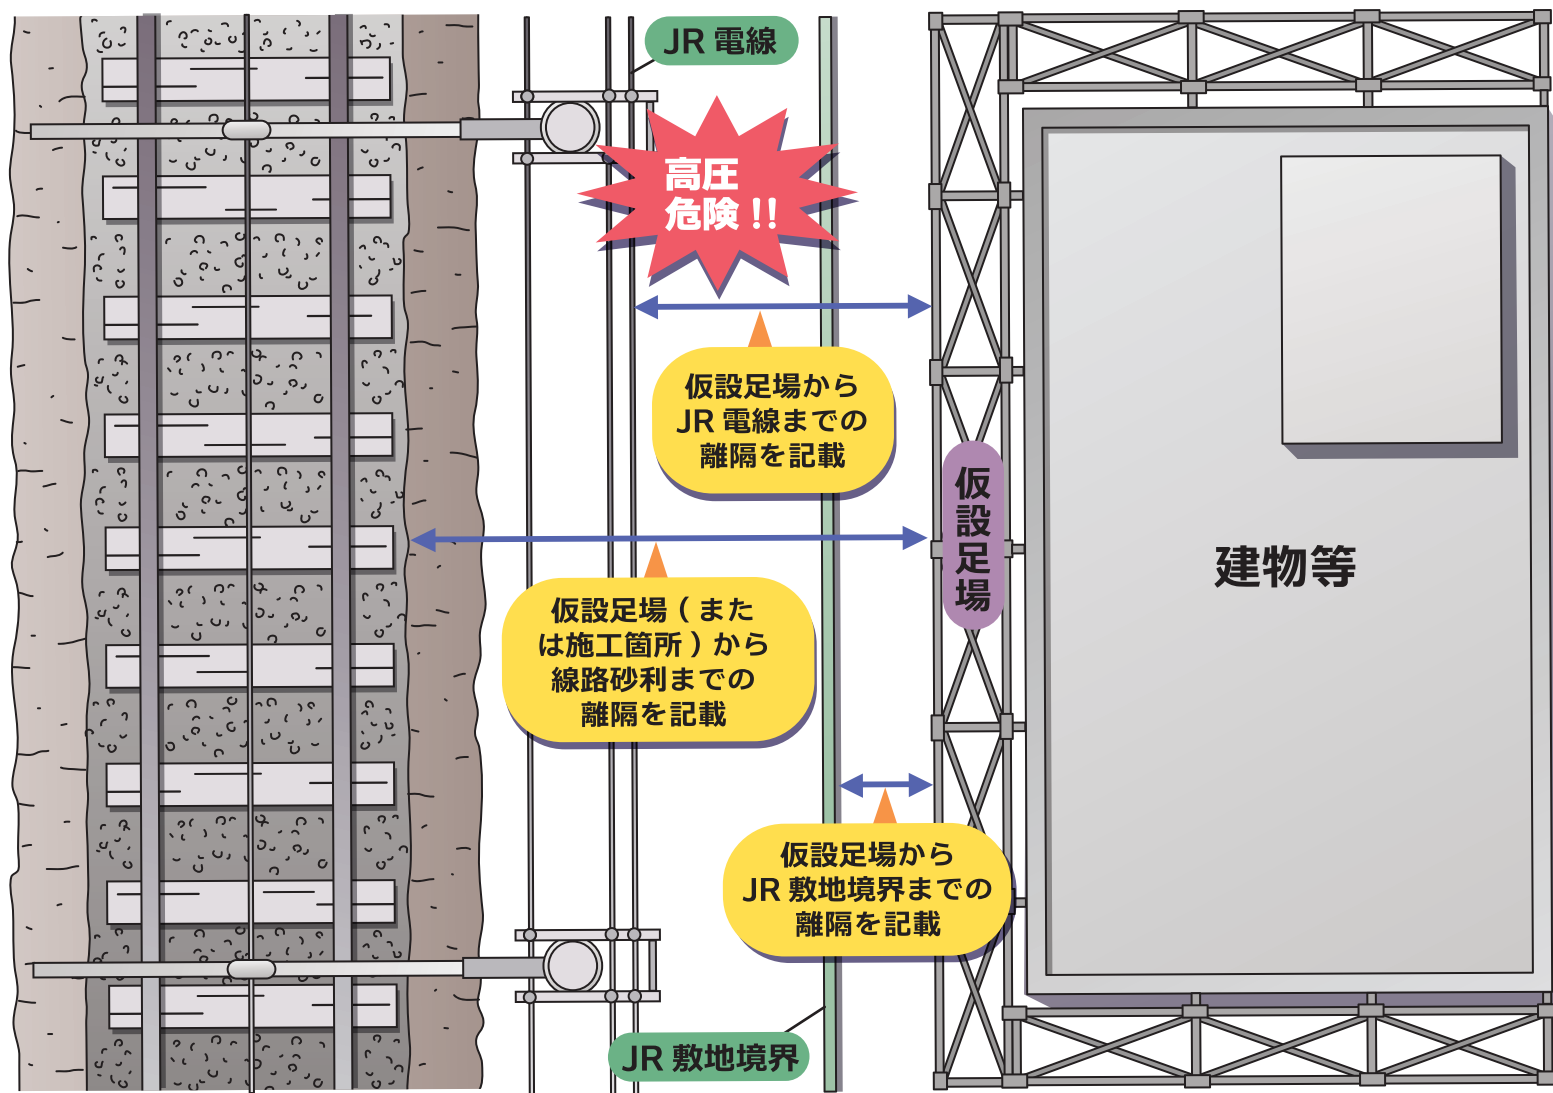 JR 電線
高圧
危険 !!
仮設足場から
JR 電線までの
離隔を記載
仮設足場
建物等
仮設足場（また
は施工箇所）から
線路砂利までの
離隔を記載
仮設足場から
JR 敷地境界までの
離隔を記載
JR 敷地境界